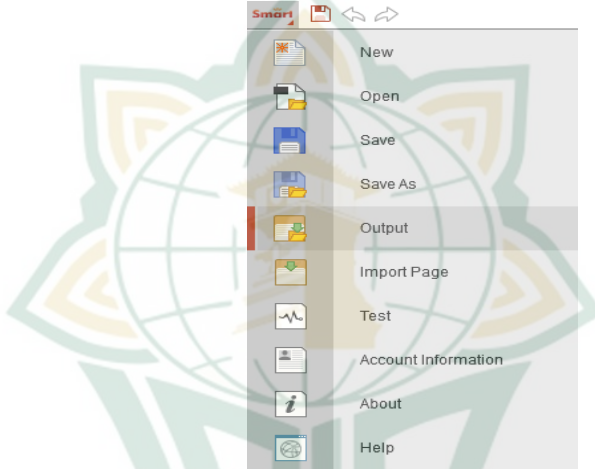 Smart
New
Open
Save
Save As
Output
Import Page
Test
Account Information
About
Help